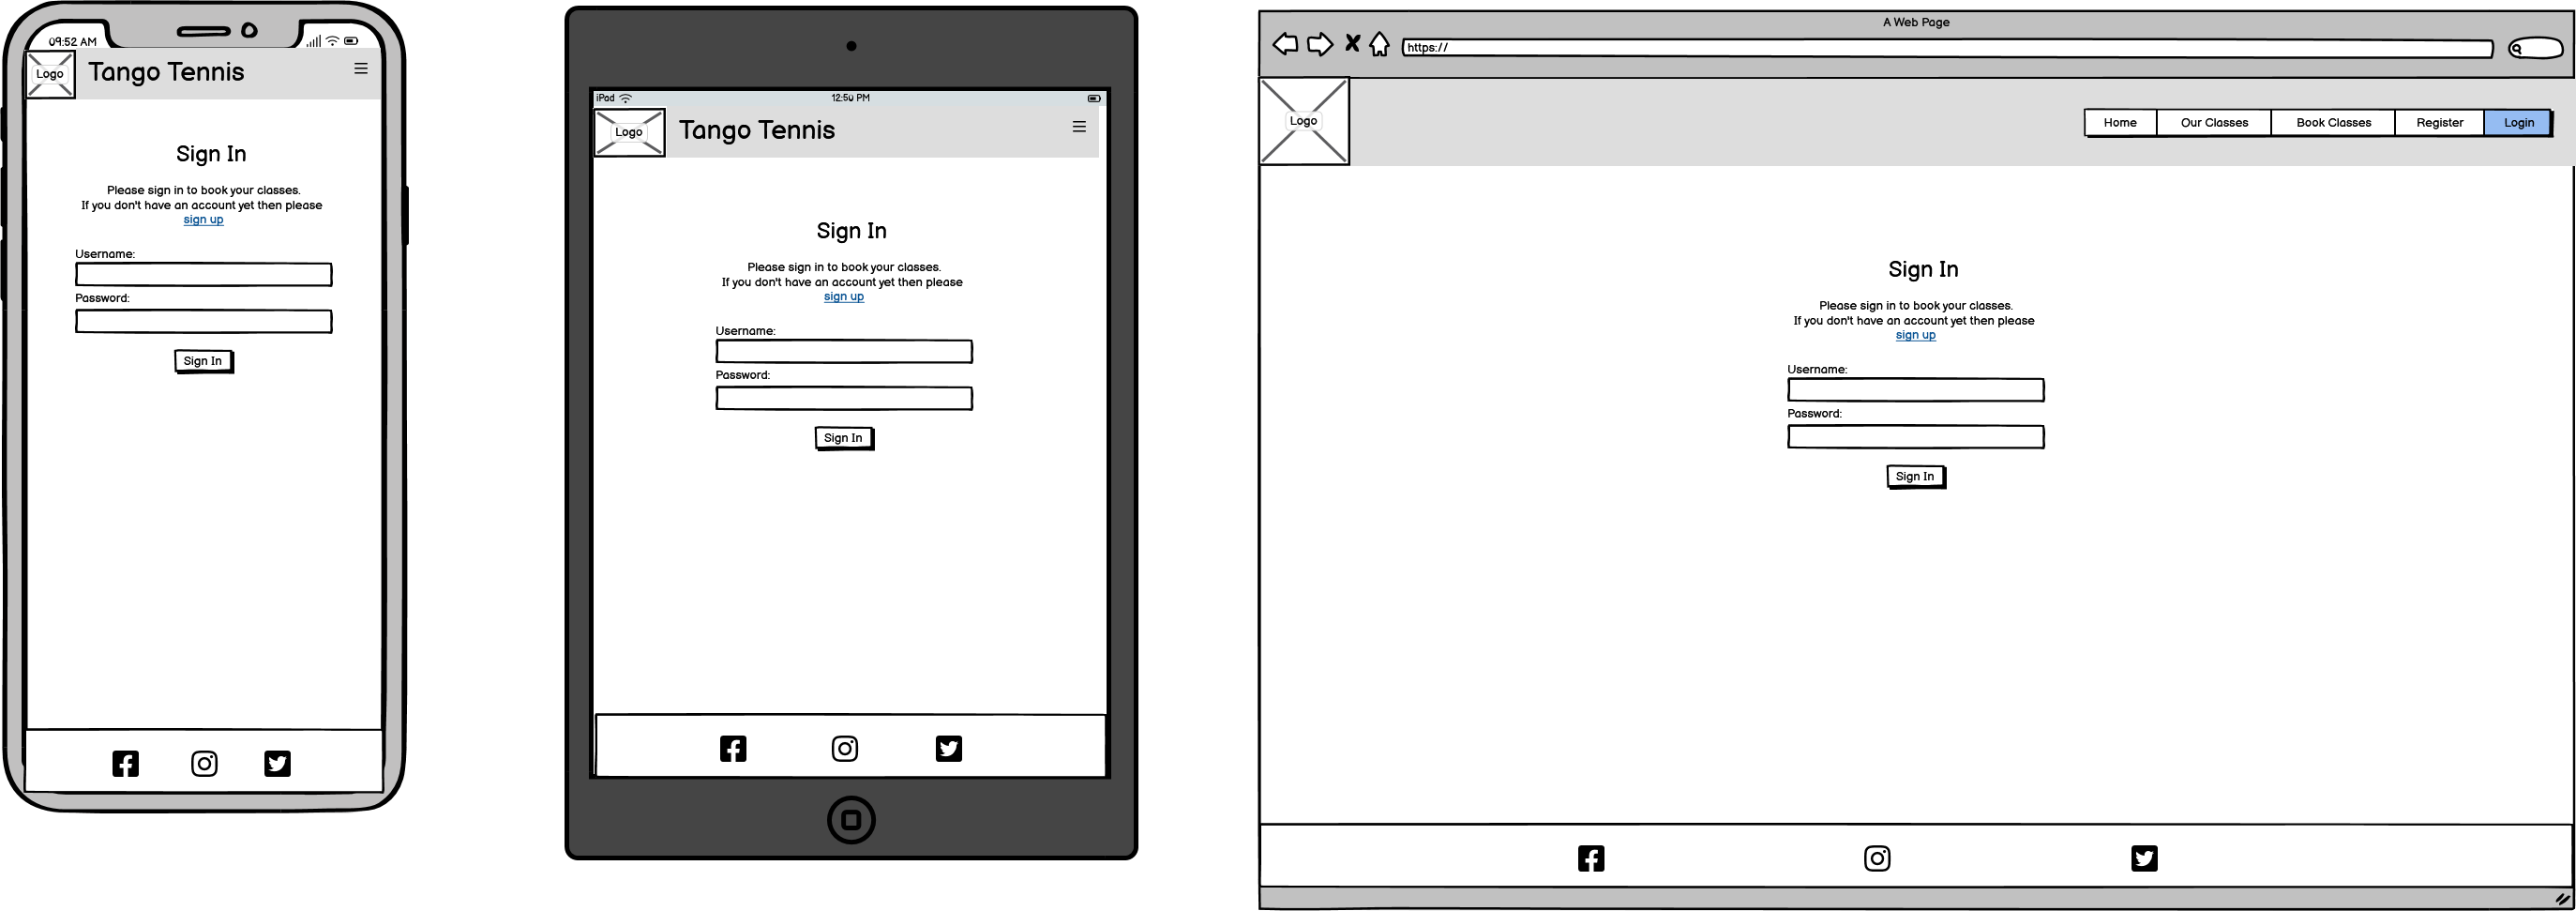 09:52 AM
Logo
Tango Tennis
Sign In
Please sign in to book your classes.
If you don't have an account yet then please
sign up
Username:
Password:
Sign In
iPad
12:50 PM
Logo
Tango Tennis
Sign In
Please sign in to book your classes.
If you don't have an account yet then please
sign up
Username:
Password:
Sign In
A Web Page
https://
Logo
Home
Our Classes
Book Classes
Register
Login
Sign In
Please sign in to book your classes.
If you don't have an account yet then please
sign up
Username:
Password:
Sign In